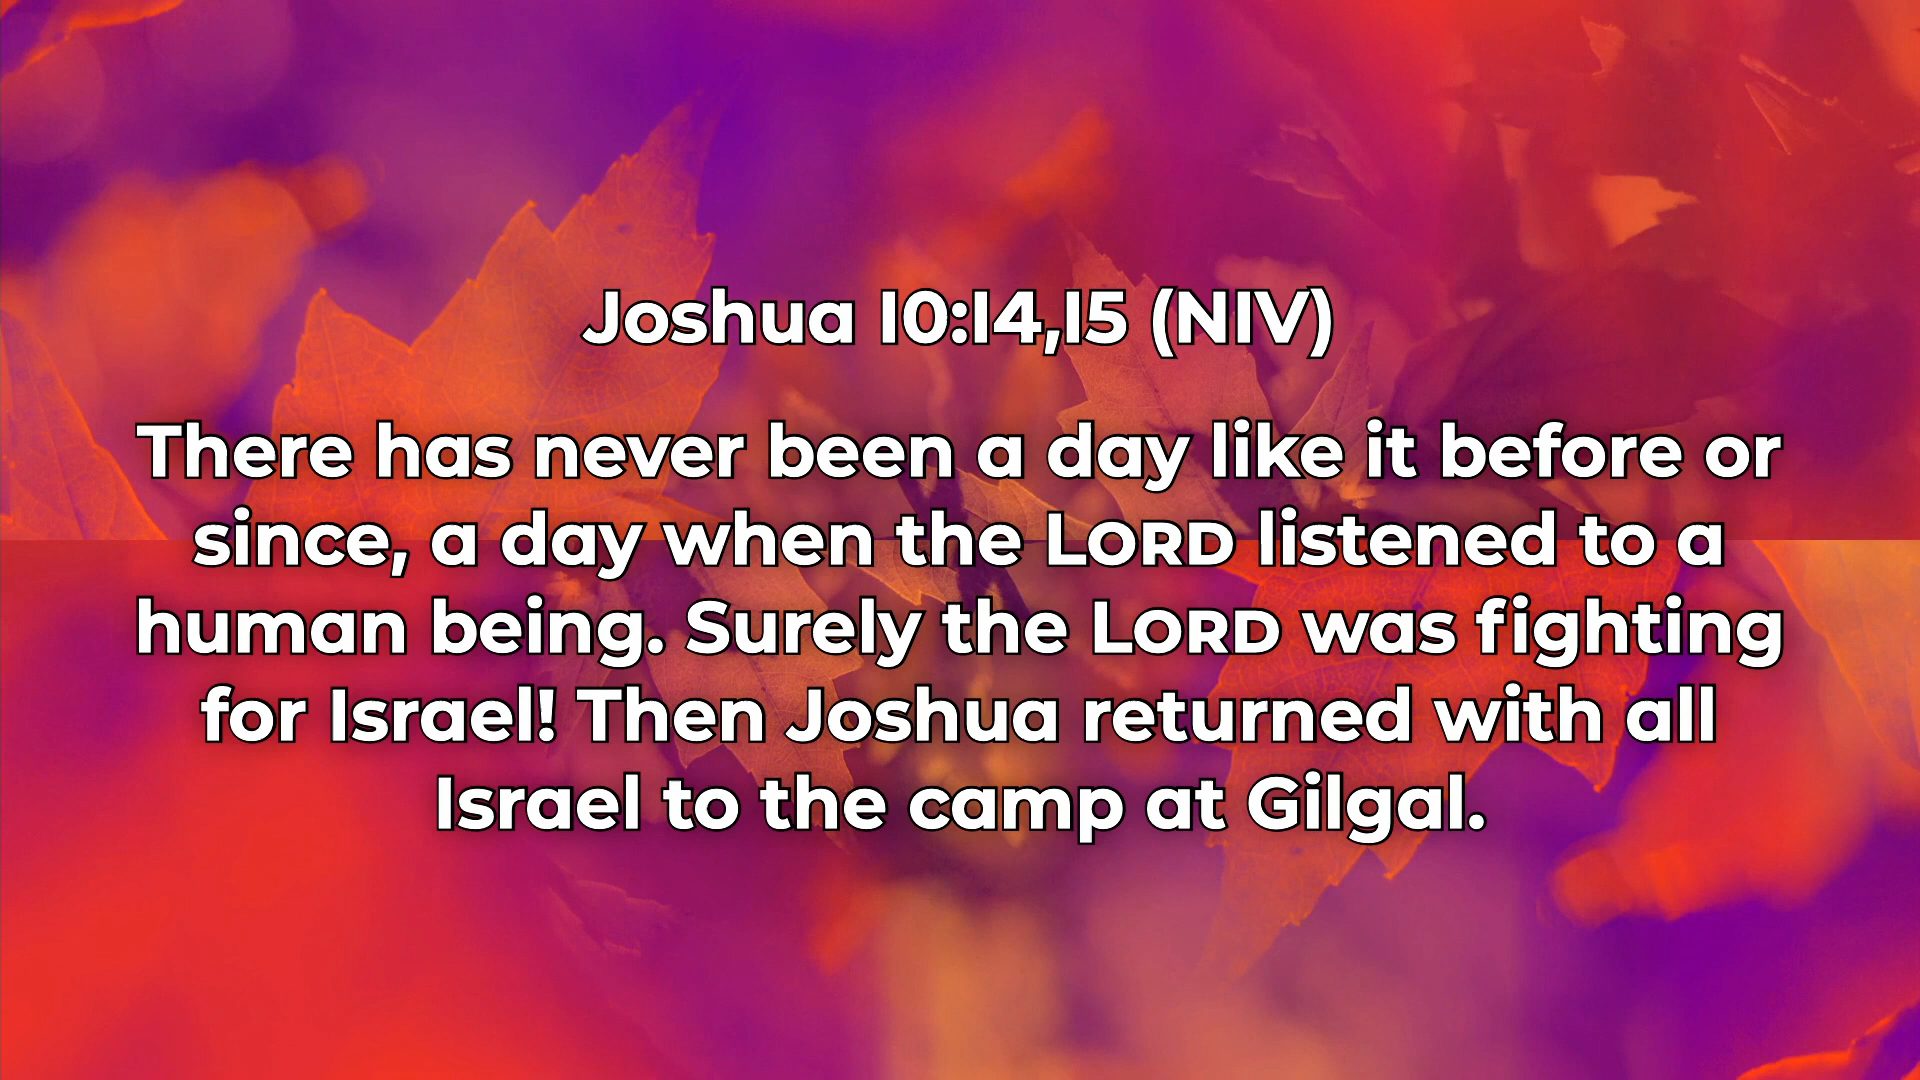 Joshua 10:14,15 (NIV)
There has never been a day like it before or
since, a day when the LORD listened to a
human being. Surely the LORD was fighting
for Israel! Then Joshua returned with all
Israel to the camp at Gilgal.